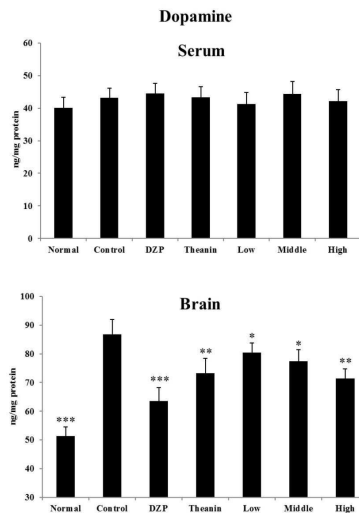 Dopamine
Serum
60
50
40
30
20
10
0
ng/mg protein
Normal Control DZP Theanin Low Middle High
Brain
100
90
80
70
60
50
40
30
ng/mg protein
*** *** ** * * **
Normal Control DZP Theanin Low Middle High